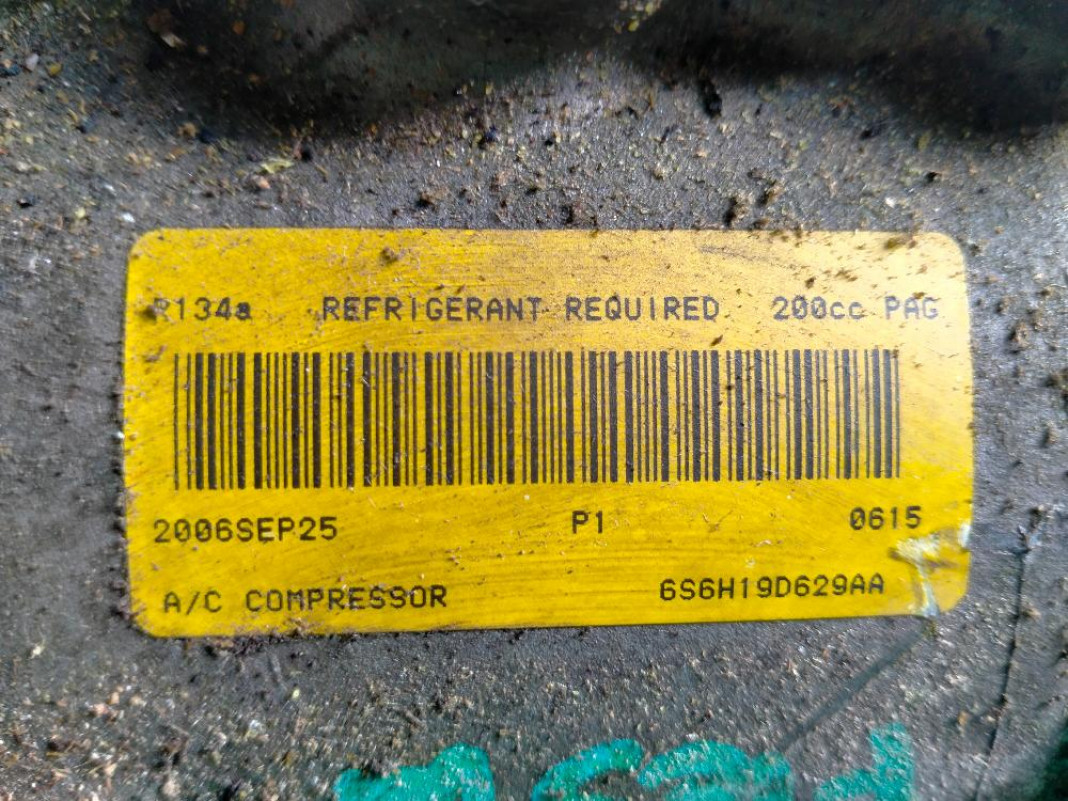 R134a REFRIGERANT REQUIRED 200cc PAG
2006SEP25 P1 0615
A/C COMPRESSOR 6S6H19D629AA